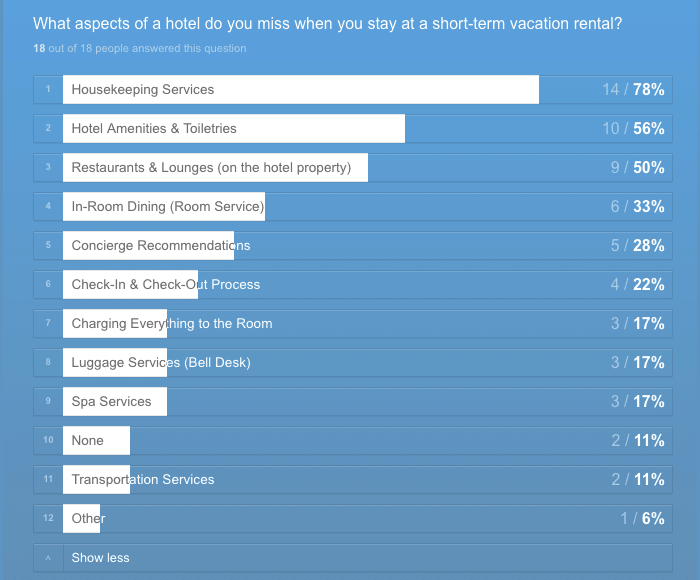 What aspects of a hotel do you miss when you stay at a short-term vacation rental?
18 out of 18 people answered this question
1 Housekeeping Services 14 / 78%
2 Hotel Amenities & Toiletries 10 / 56%
3 Restaurants & Lounges (on the hotel property) 9 / 50%
4 In-Room Dining (Room Service) 6 / 33%
5 Concierge Recommendations 5 / 28%
6 Check-In & Check-Out Process 4 / 22%
7 Charging Everything to the Room 3 / 17%
8 Luggage Services (Bell Desk) 3 / 17%
9 Spa Services 3 / 17%
10 None 2 / 11%
11 Transportation Services 2 / 11%
12 Other 1 / 6%
^ Show less